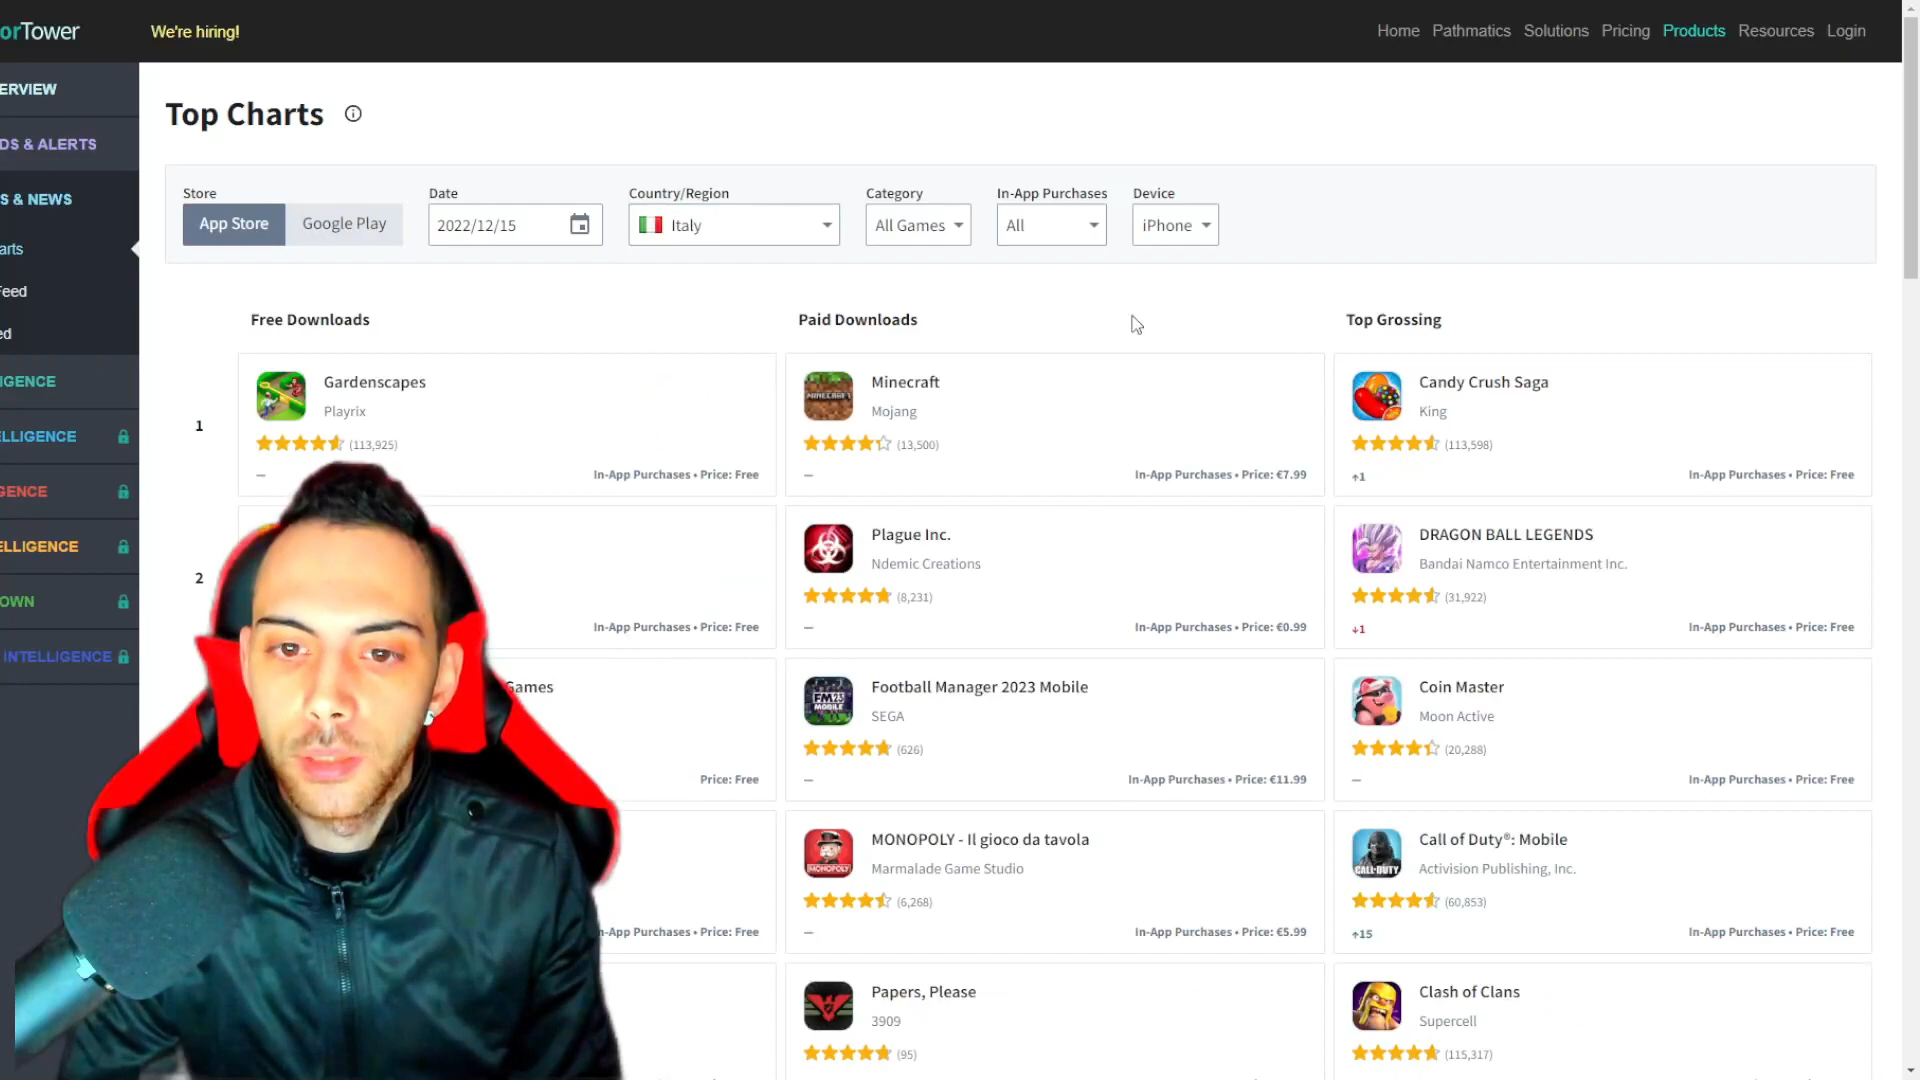 orTower
We're hiring!
Home Pathmatics Solutions Pricing Products Resources Login
ERVIEW
DS & ALERTS
S & NEWS
arts
Feed
ed
IGENCE
ELLIGENCE
GENCE
ELLIGENCE
OWN
INTELLIGENCE
Top Charts
Store
App Store Google Play
Date
2022/12/15
Country/Region
Italy
Category
All Games
In-App Purchases
All
Device
iPhone
Free Downloads Paid Downloads Top Grossing
1
Gardenscapes
Playrix
(113,925)
In-App Purchases • Price: Free
Minecraft
Mojang
MINECRAFT
(13,500)
In-App Purchases • Price: €7.99
Candy Crush Saga
King
(113,598)
↑1
In-App Purchases • Price: Free
2
In-App Purchases • Price: Free
Plague Inc.
Ndemic Creations
(8,231)
In-App Purchases • Price: €0.99
DRAGON BALL LEGENDS
Bandai Namco Entertainment Inc.
(31,922)
↓1
In-App Purchases • Price: Free
Games
Price: Free
Football Manager 2023 Mobile
SEGA
FM23
MOBILE
(626)
In-App Purchases • Price: €11.99
Coin Master
Moon Active
(20,288)
In-App Purchases • Price: Free
n-App Purchases • Price: Free
MONOPOLY - Il gioco da tavola
Marmalade Game Studio
MONOPOLY
(6,268)
In-App Purchases • Price: €5.99
Call of Duty®: Mobile
Activision Publishing, Inc.
CALL·DUTY
(60,853)
↑15
In-App Purchases • Price: Free
Papers, Please
3909
(95)
Clash of Clans
Supercell
(115,317)